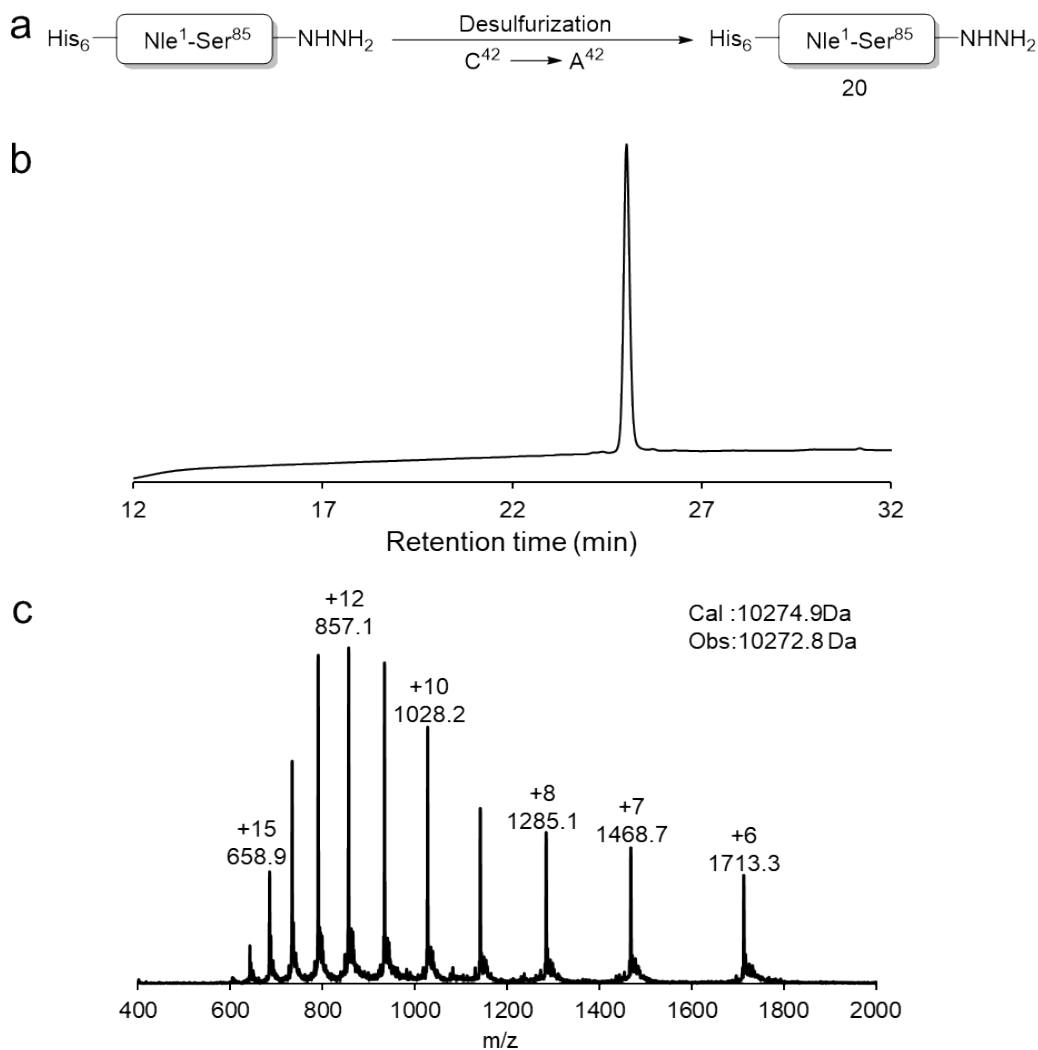 a
His₆ Nle¹-Ser⁸⁵ NHNH₂ Desulfurization His₆ Nle¹-Ser⁸⁵ NHNH₂
C⁴² → A⁴²
20
b
12 17 22 27 32
Retention time (min)
c
Cal :10274.9Da
Obs:10272.8 Da
+12
857.1
+10
1028.2
+8
1285.1
+7
1468.7
+15
658.9
+6
1713.3
400 600 800 1000 1200 1400 1600 1800 2000
m/z